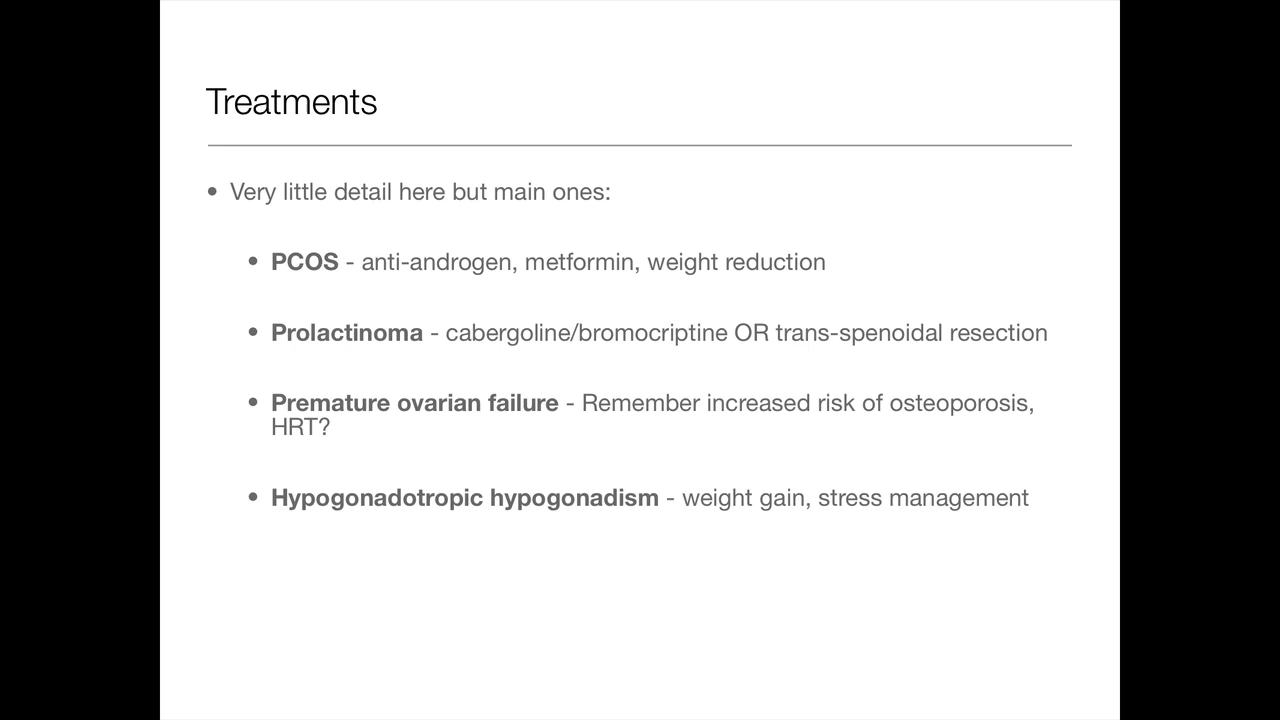 Treatments
• Very little detail here but main ones:
• PCOS - anti-androgen, metformin, weight reduction
• Prolactinoma - cabergoline/bromocriptine OR trans-spenoidal resection
• Premature ovarian failure - Remember increased risk of osteoporosis,
HRT?
• Hypogonadotropic hypogonadism - weight gain, stress management